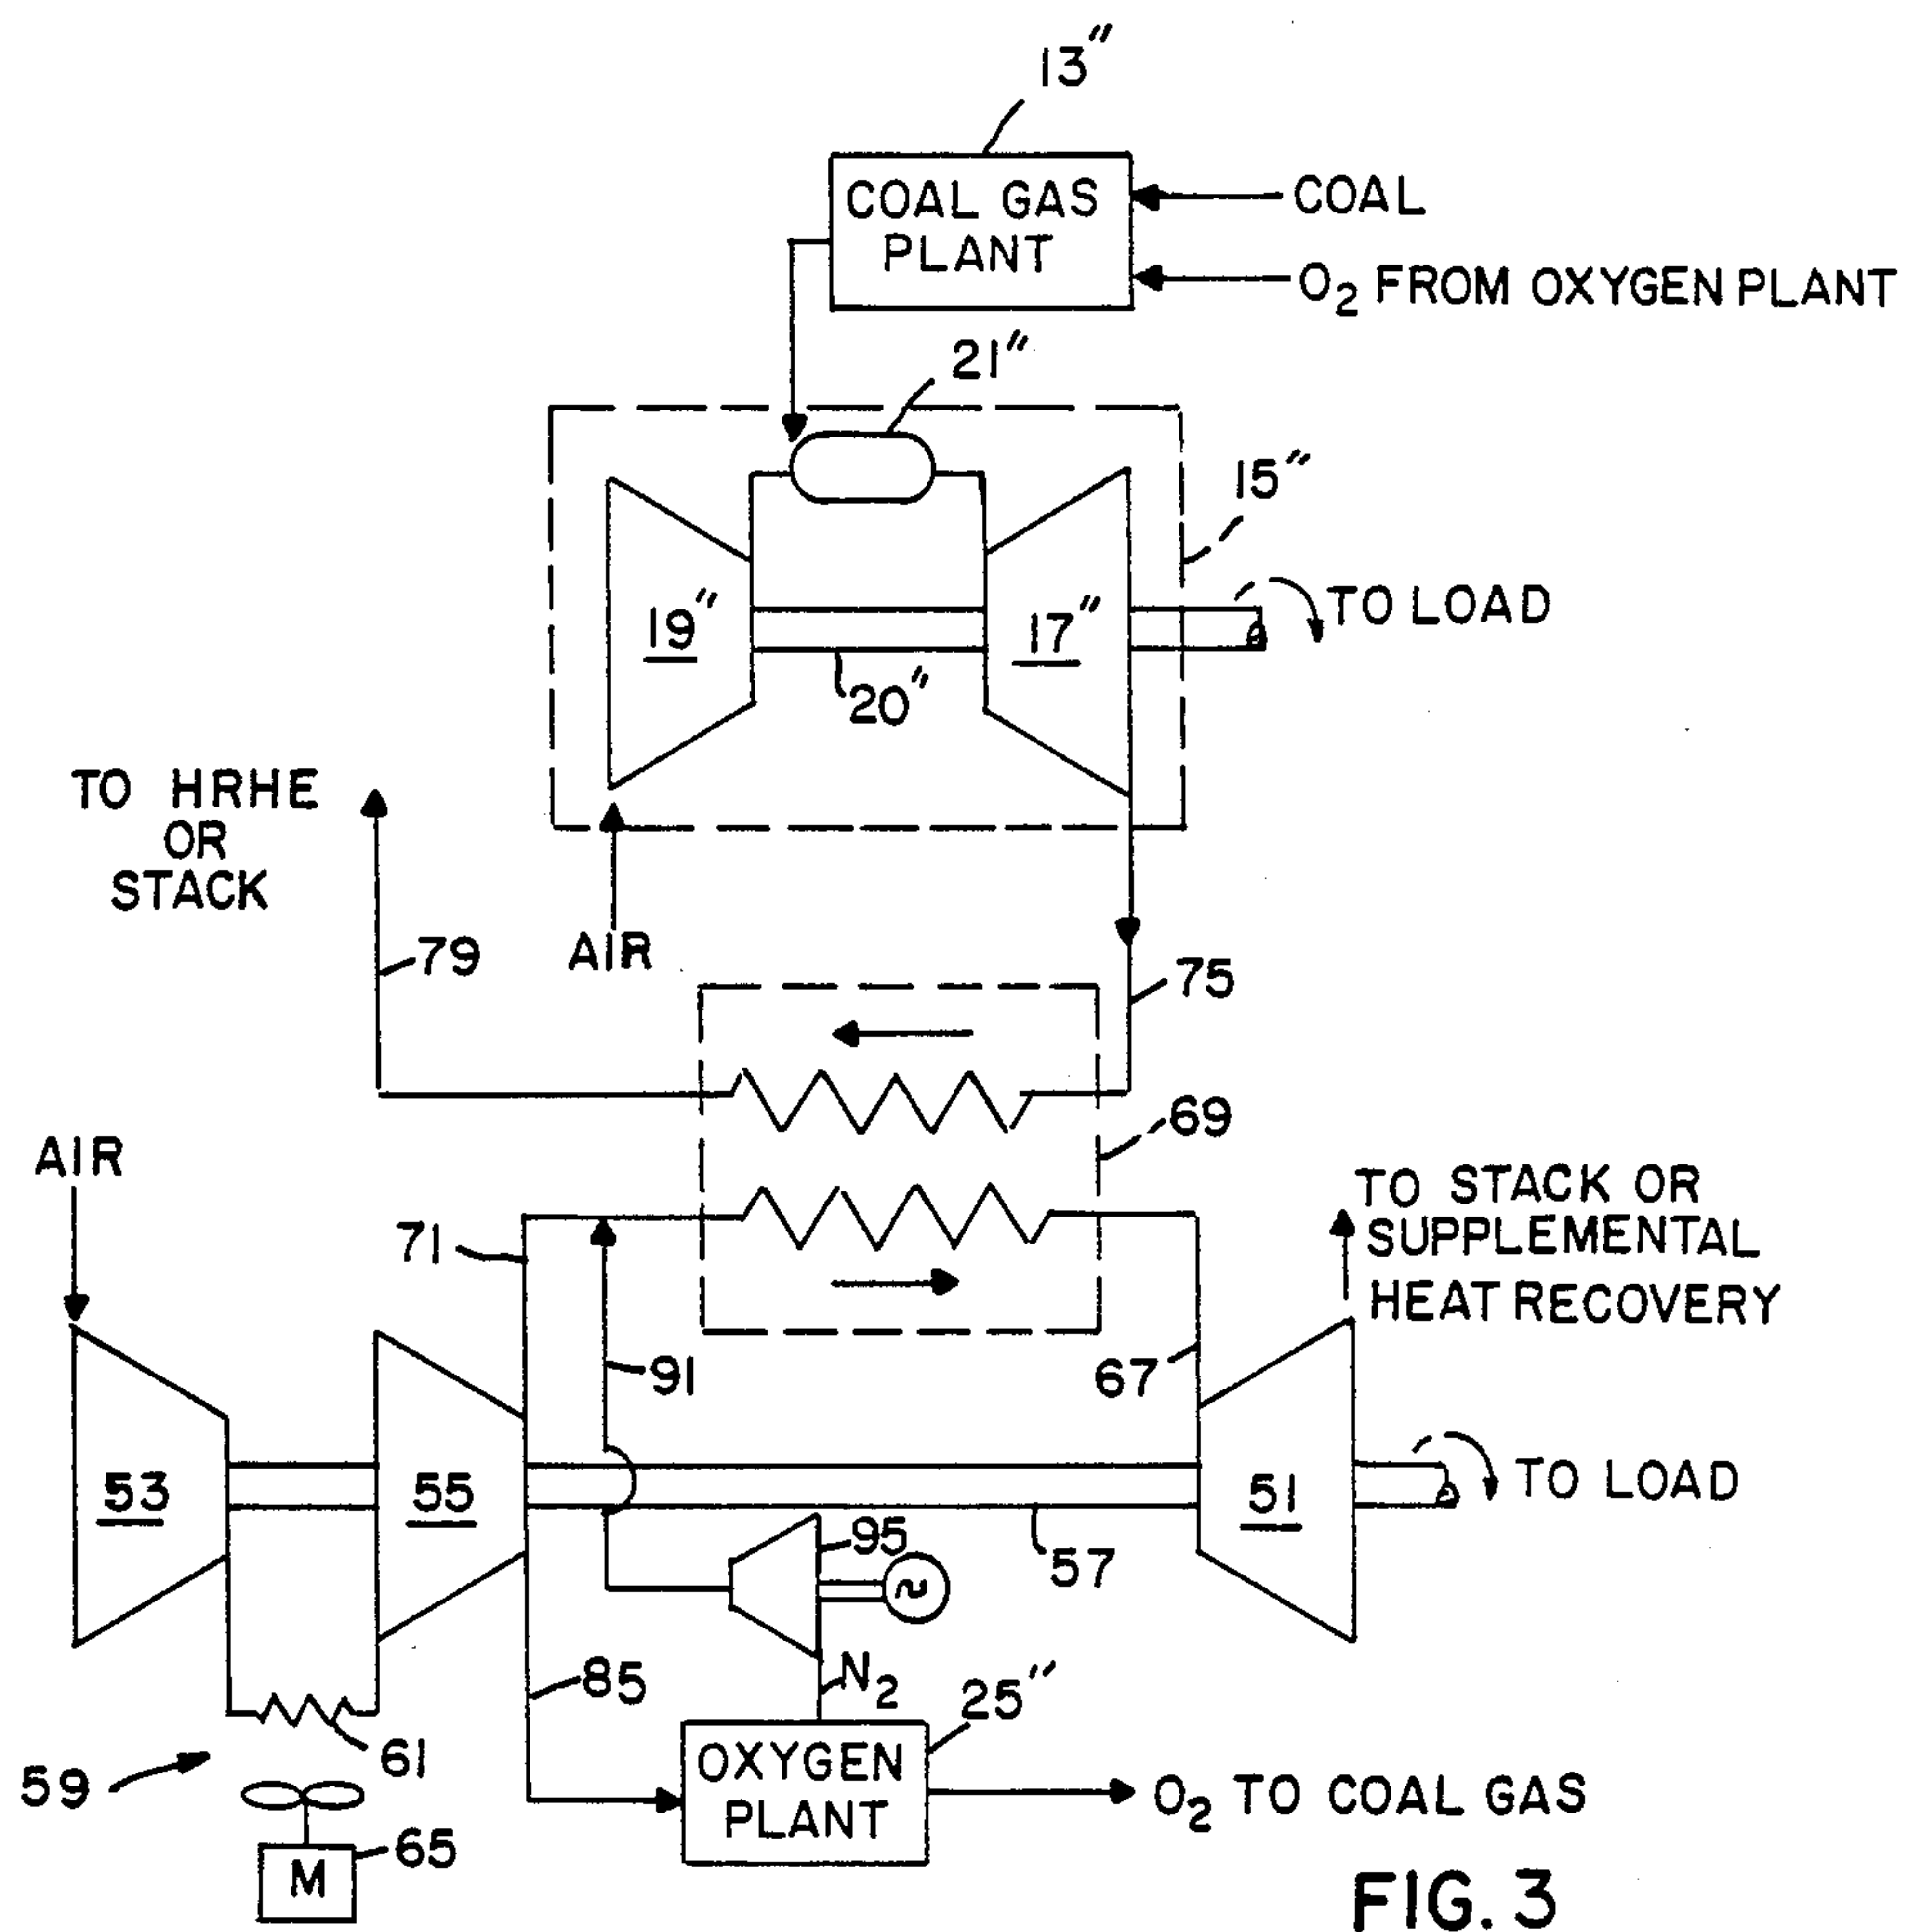 13"
COAL GAS
PLANT
COAL
O2 FROM OXYGEN PLANT
21"
15"
19"
17"
TO LOAD
20"
TO HRHE
OR
STACK
79
AIR
75
69
AIR
71
TO STACK OR
SUPPLEMENTAL
HEAT RECOVERY
91
67
53
55
51
TO LOAD
95
57
85
N2
25"
61
59
OXYGEN
PLANT
O2 TO COAL GAS
65
M
FIG. 3